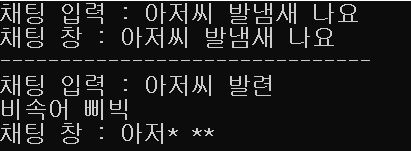 채팅 입력 : 아저씨 발냄새 나요
채팅 창 : 아저씨 발냄새 나요
-------------------------------
채팅 입력 : 아저씨 발련
비속어 삐빅
채팅 창 : 아저* **